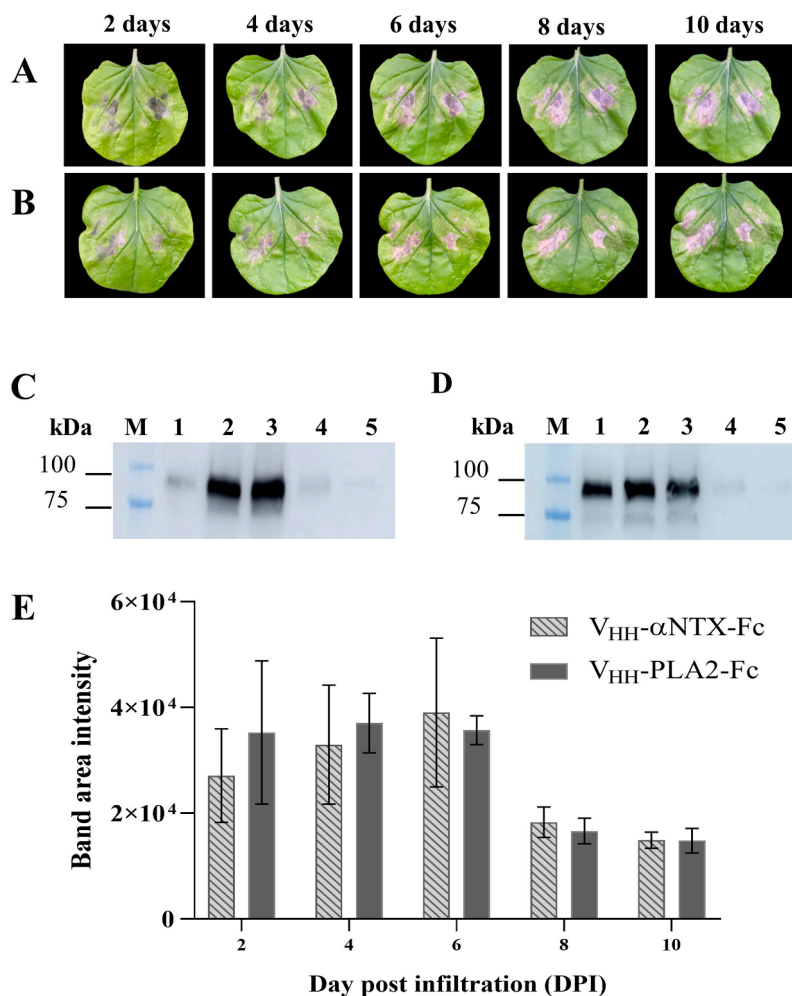 2 days 4 days 6 days 8 days 10 days
A
B
C D
kDa M 1 2 3 4 5 kDa M 1 2 3 4 5
100 100
75 75
E
6×10⁴
V_HH-αNTX-Fc
V_HH-PLA2-Fc
4×10⁴
2×10⁴
0
Band area intensity
2 4 6 8 10
Day post infiltration (DPI)